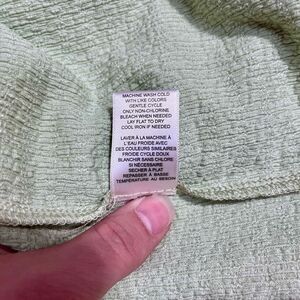 MACHINE WASH COLD
WITH LIKE COLORS
GENTLE CYCLE
ONLY NON-CHLORINE
BLEACH WHEN NEEDED
LAY FLAT TO DRY
COOL IRON IF NEEDED
LAVER À LA MACHINE À
L'EAU FROIDE AVEC
DES COULEURS SIMILAIRES
FROIDE CYCLE DOUX
BLANCHIR SANS CHLORE
SI NÉCESSAIRE
SÉCHER À PLAT
REPASSER À BASSE
TEMPÉRATURE AU BESOIN